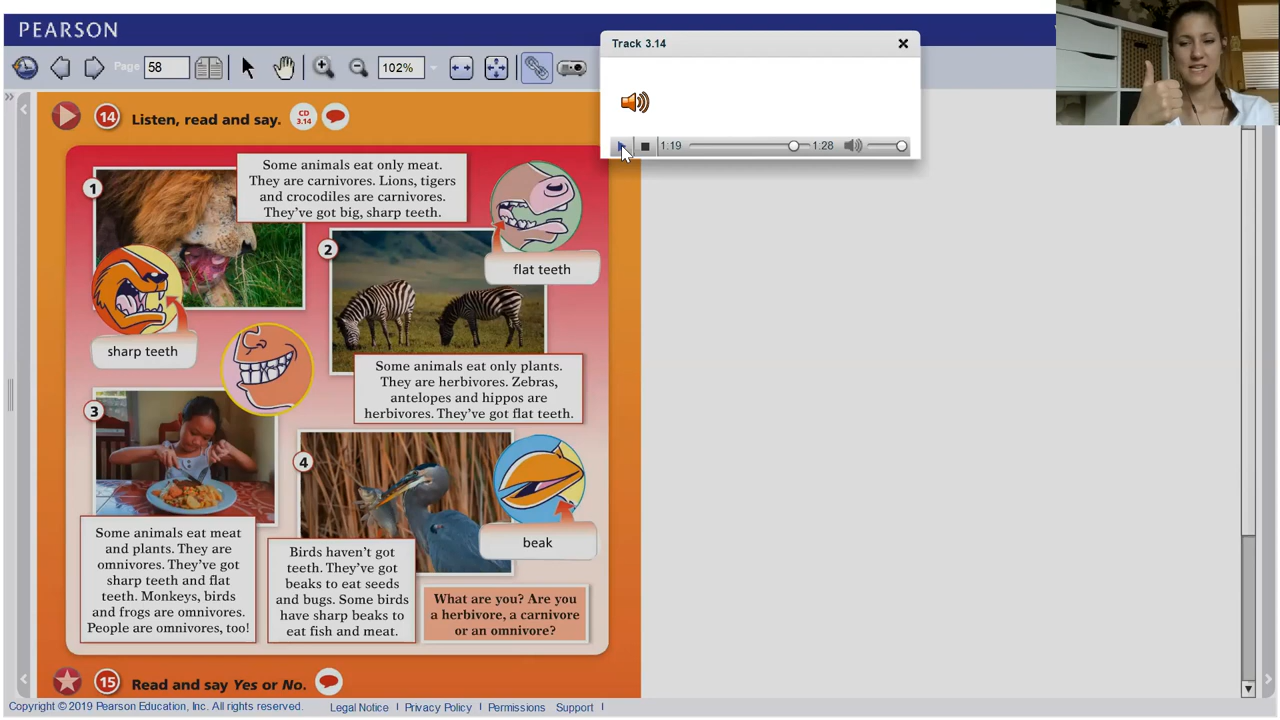 PEARSON
Track 3.14
Page 58
102%
1:19
1:28
14 Listen, read and say. CD 3.14
1
Some animals eat only meat.
They are carnivores. Lions, tigers
and crocodiles are carnivores.
They've got big, sharp teeth.
flat teeth
sharp teeth
2
Some animals eat only plants.
They are herbivores. Zebras,
antelopes and hippos are
herbivores. They've got flat teeth.
3
Some animals eat meat
and plants. They are
omnivores. They've got
sharp teeth and flat
teeth. Monkeys, birds
and frogs are omnivores.
People are omnivores, too!
4
beak
Birds haven't got
teeth. They've got
beaks to eat seeds
and bugs. Some birds
have sharp beaks to
eat fish and meat.
What are you? Are you
a herbivore, a carnivore
or an omnivore?
15 Read and say Yes or No.
Copyright © 2019 Pearson Education, Inc. All rights reserved. Legal Notice | Privacy Policy | Permissions Support |